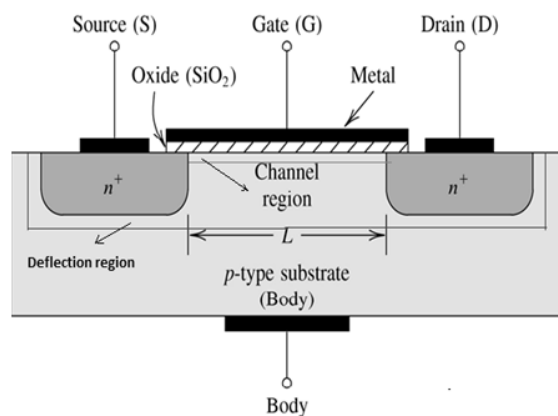 Source (S)
Gate (G)
Drain (D)
Oxide (SiO₂)
Metal
n⁺
Channel
region
n⁺
L
Deflection region
p-type substrate
(Body)
Body